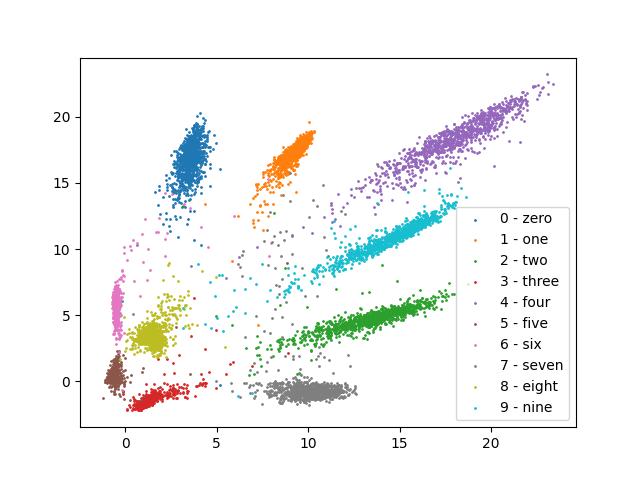 20
15
10
5
0
0 - zero
1 - one
2 - two
3 - three
4 - four
5 - five
6 - six
7 - seven
8 - eight
9 - nine
0 5 10 15 20